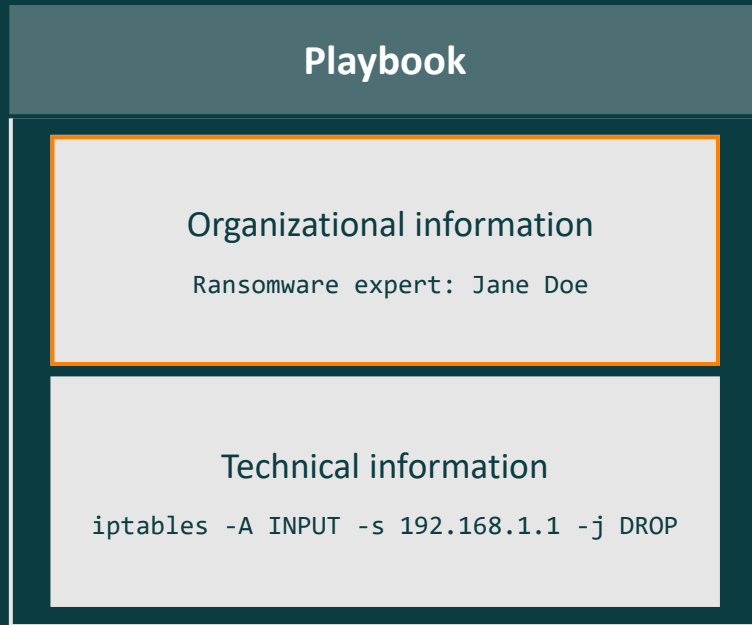 Playbook
Organizational information
Ransomware expert: Jane Doe
Technical information
iptables -A INPUT -s 192.168.1.1 -j DROP